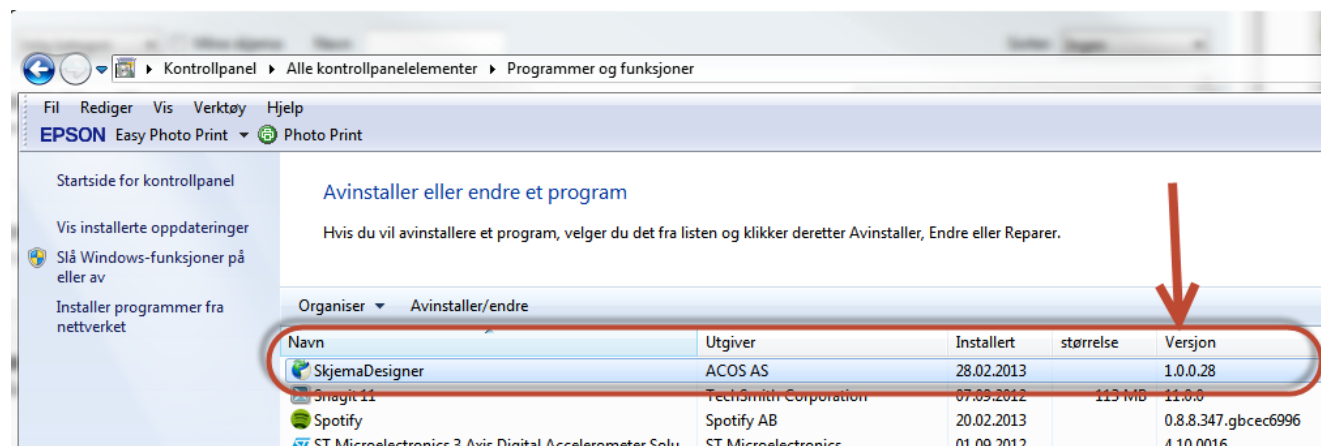 Kontrollpanel ▸ Alle kontrollpanelelementer ▸ Programmer og funksjoner
Fil Rediger Vis Verktøy Hjelp
EPSON Easy Photo Print Photo Print
Startside for kontrollpanel
Vis installerte oppdateringer
Slå Windows-funksjoner på
eller av
Installer programmer fra
nettverket
Avinstaller eller endre et program
Hvis du vil avinstallere et program, velger du det fra listen og klikker deretter Avinstaller, Endre eller Reparer.
Organiser Avinstaller/endre
Navn Utgiver Installert størrelse Versjon
SkjemaDesigner ACOS AS 28.02.2013 1.0.0.28
Snagit 11 TechSmith Corporation 07.09.2012 113 MB 11.0.0
Spotify Spotify AB 20.02.2013 0.8.8.347.gbcec6996
ST Microelectronics 3 Axis Digital Accelerometer Solu... ST Microelectronics 01.09.2012 4.10.0016